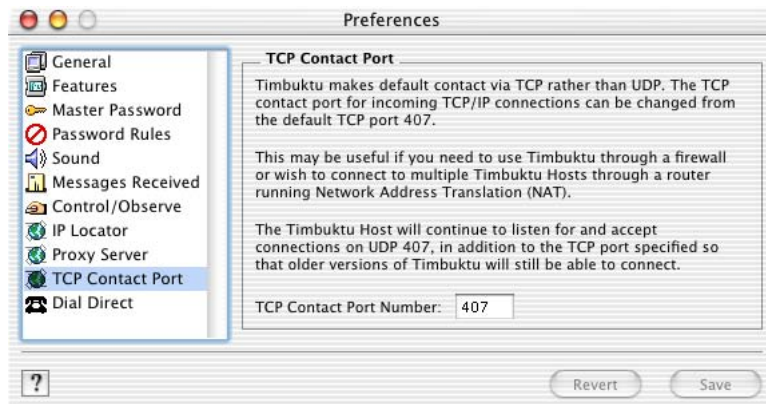 Preferences
General
Features
Master Password
Password Rules
Sound
Messages Received
Control/Observe
IP Locator
Proxy Server
TCP Contact Port
Dial Direct
TCP Contact Port
Timbuktu makes default contact via TCP rather than UDP. The TCP
contact port for incoming TCP/IP connections can be changed from
the default TCP port 407.
This may be useful if you need to use Timbuktu through a firewall
or wish to connect to multiple Timbuktu Hosts through a router
running Network Address Translation (NAT).
The Timbuktu Host will continue to listen for and accept
connections on UDP 407, in addition to the TCP port specified so
that older versions of Timbuktu will still be able to connect.
TCP Contact Port Number: 407
? Revert Save